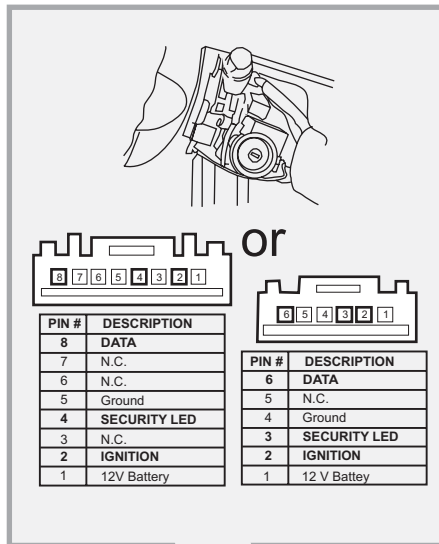 or
8 7 6 5 4 3 2 1
PIN # DESCRIPTION
8 DATA
7 N.C.
6 N.C.
5 Ground
4 SECURITY LED
3 N.C.
2 IGNITION
1 12V Battery
6 5 4 3 2 1
PIN # DESCRIPTION
6 DATA
5 N.C.
4 Ground
3 SECURITY LED
2 IGNITION
1 12 V Battey